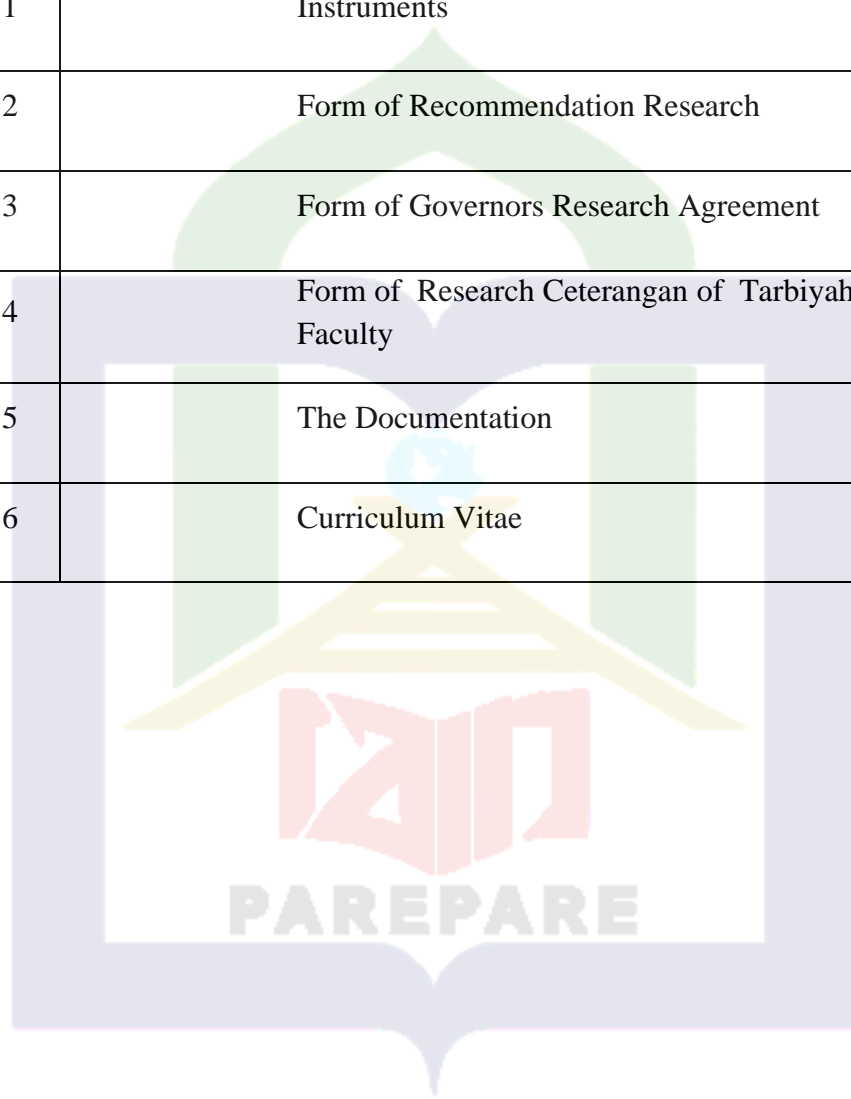 1 Instruments
2 Form of Recommendation Research
3 Form of Governors Research Agreement
4 Form of Research Ceterangan of Tarbiyah
Faculty
5 The Documentation
6 Curriculum Vitae
iain
PAREPARE